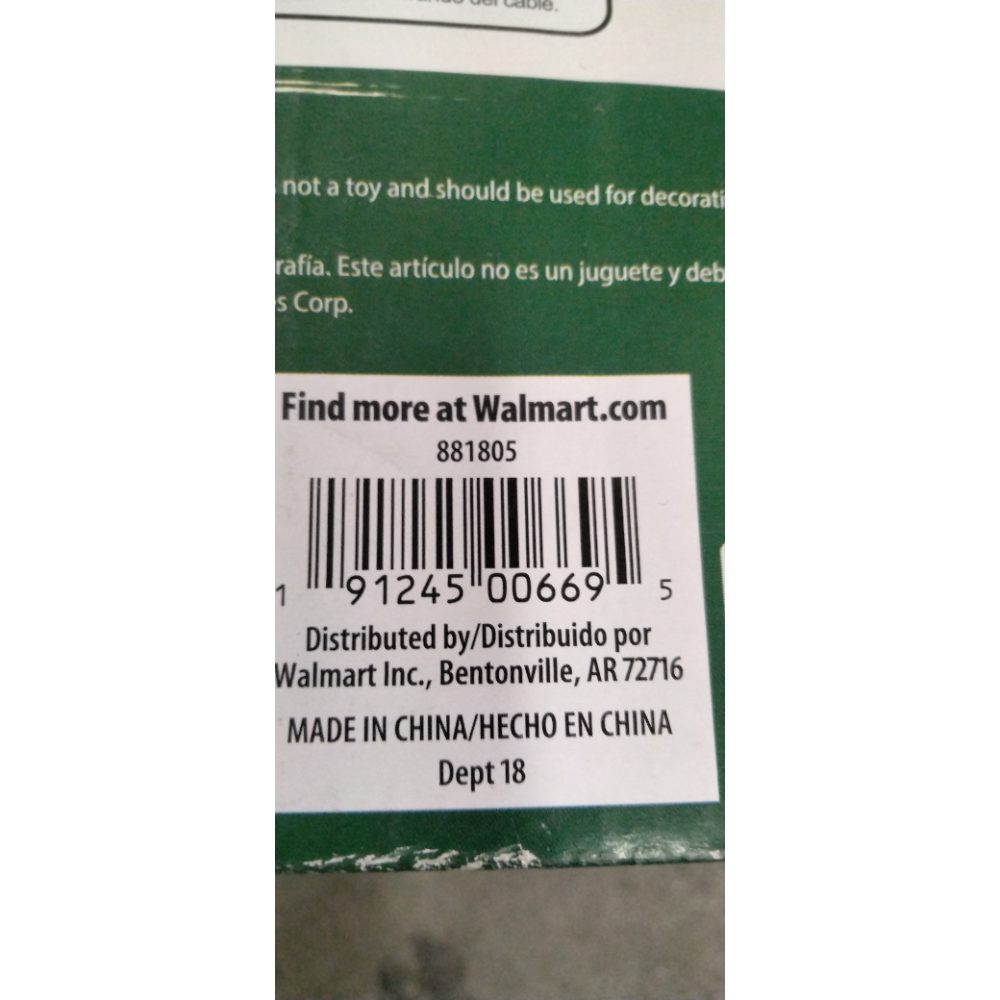 del cable.
not a toy and should be used for decorati
rafía. Este artículo no es un juguete y deb
s Corp.
Find more at Walmart.com
881805
1 91245 00669 5
Distributed by/Distribuido por
Walmart Inc., Bentonville, AR 72716
MADE IN CHINA/HECHO EN CHINA
Dept 18